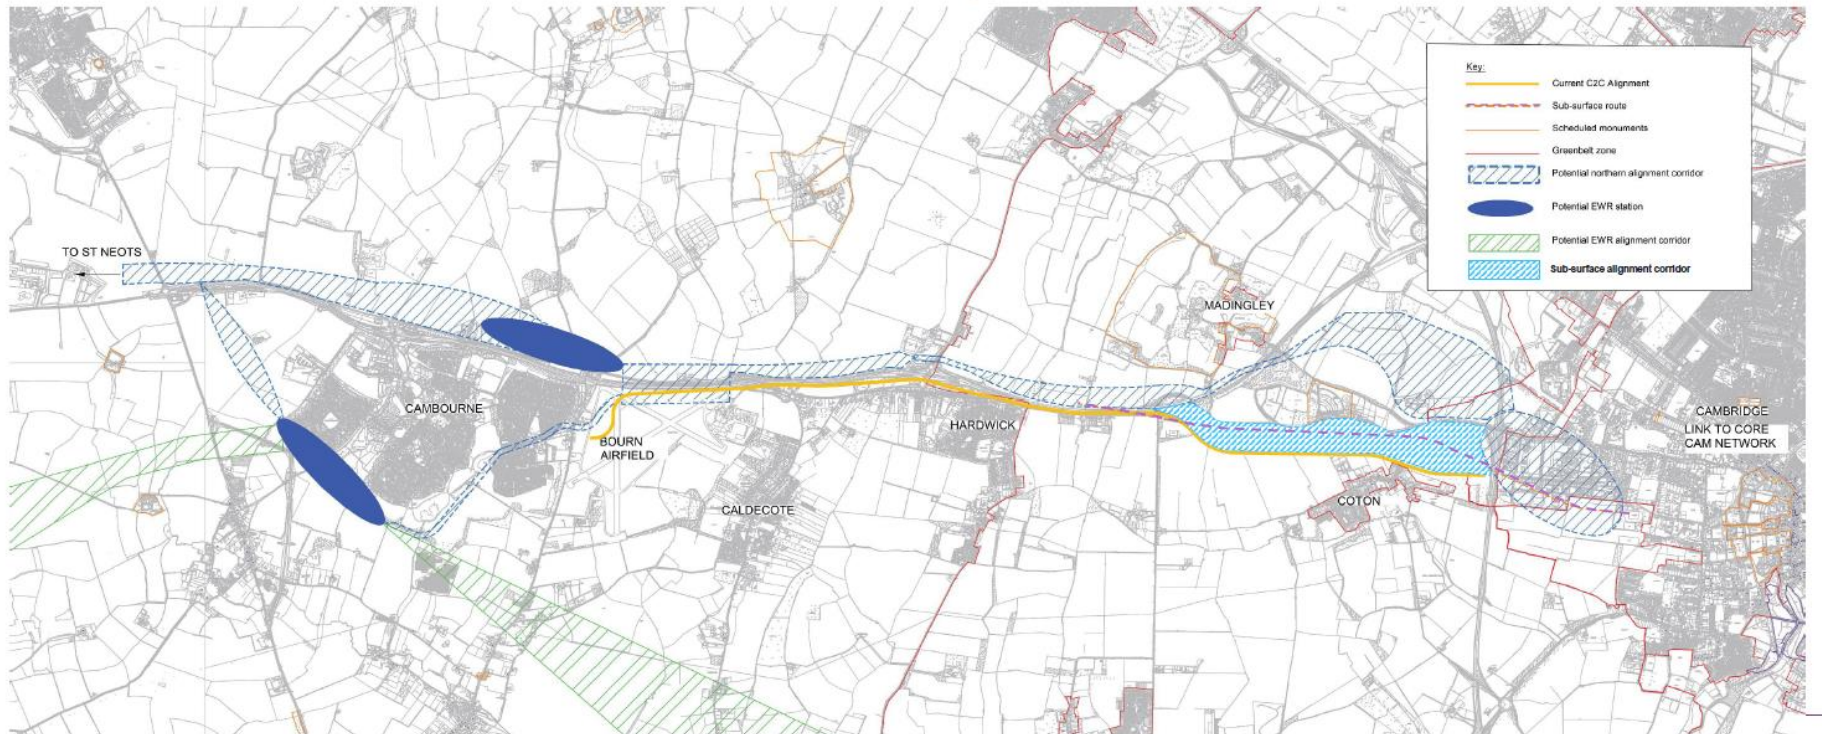 Key:
Current C2C Alignment
Sub-surface route
Scheduled monuments
Greenbelt zone
Potential northern alignment corridor
Potential EWR station
Potential EWR alignment corridor
Sub-surface alignment corridor
TO ST NEOTS
MADINGLEY
CAMBOURNE
BOURN
AIRFIELD
HARDWICK
CALDECOTE
COTON
CAMBRIDGE
LINK TO CORE
CAM NETWORK